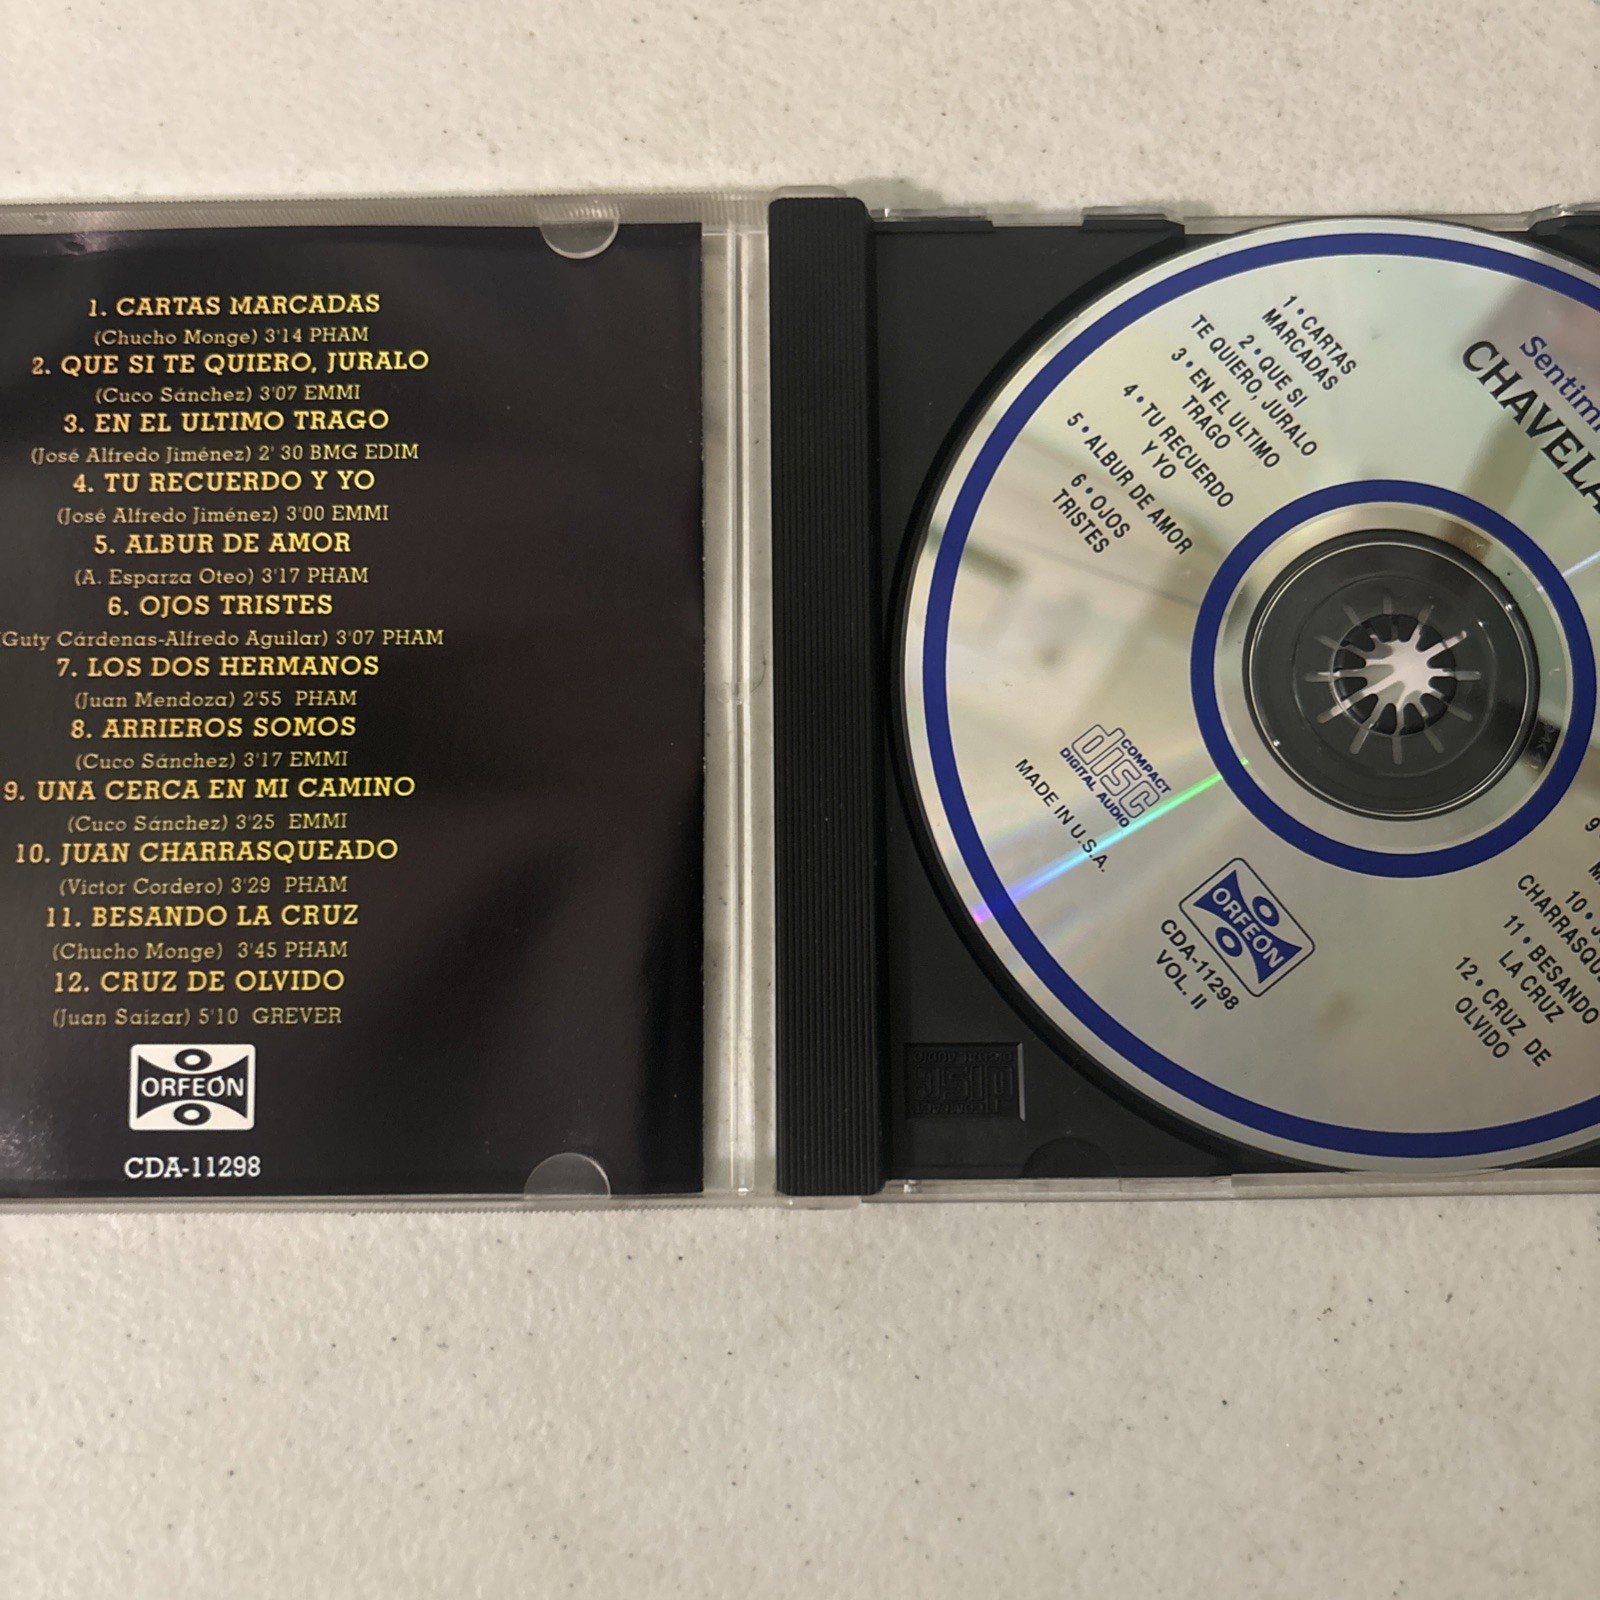 1. CARTAS MARCADAS
(Chucho Monge) 3'14 PHAM
2. QUE SI TE QUIERO, JURALO
(Cuco Sánchez) 3'07 EMMI
3. EN EL ULTIMO TRAGO
(José Alfredo Jiménez) 2' 30 BMG EDIM
4. TU RECUERDO Y YO
(José Alfredo Jiménez) 3'00 EMMI
5. ALBUR DE AMOR
(A. Esparza Oteo) 3'17 PHAM
6. OJOS TRISTES
(Guty Cárdenas-Alfredo Aguilar) 3'07 PHAM
7. LOS DOS HERMANOS
(Juan Mendoza) 2'55 PHAM
8. ARRIEROS SOMOS
(Cuco Sánchez) 3'17 EMMI
9. UNA CERCA EN MI CAMINO
(Cuco Sánchez) 3'25 EMMI
10. JUAN CHARRASQUEADO
(Víctor Cordero) 3'29 PHAM
11. BESANDO LA CRUZ
(Chucho Monge) 3'45 PHAM
12. CRUZ DE OLVIDO
(Juan Saizar) 5'10 GREVER
ORFEÓN
CDA-11298
Sentim
CHAVELA
1 • CARTAS
MARCADAS
2 • QUE SI
TE QUIERO, JURALO
3 • EN EL ULTIMO
TRAGO
4 • TU RECUERDO
Y YO
5 • ALBUR DE AMOR
6 • OJOS
TRISTES
COMPACT
disc
DIGITAL AUDIO
MADE IN U.S.A.
ORFEÓN
CDA-11298
VOL. II
9
10 •
CHARRASQU
11 • BESANDO
LA CRUZ
12 • CRUZ DE
OLVIDO
COMPACT
disc
DIGITAL AUDIO